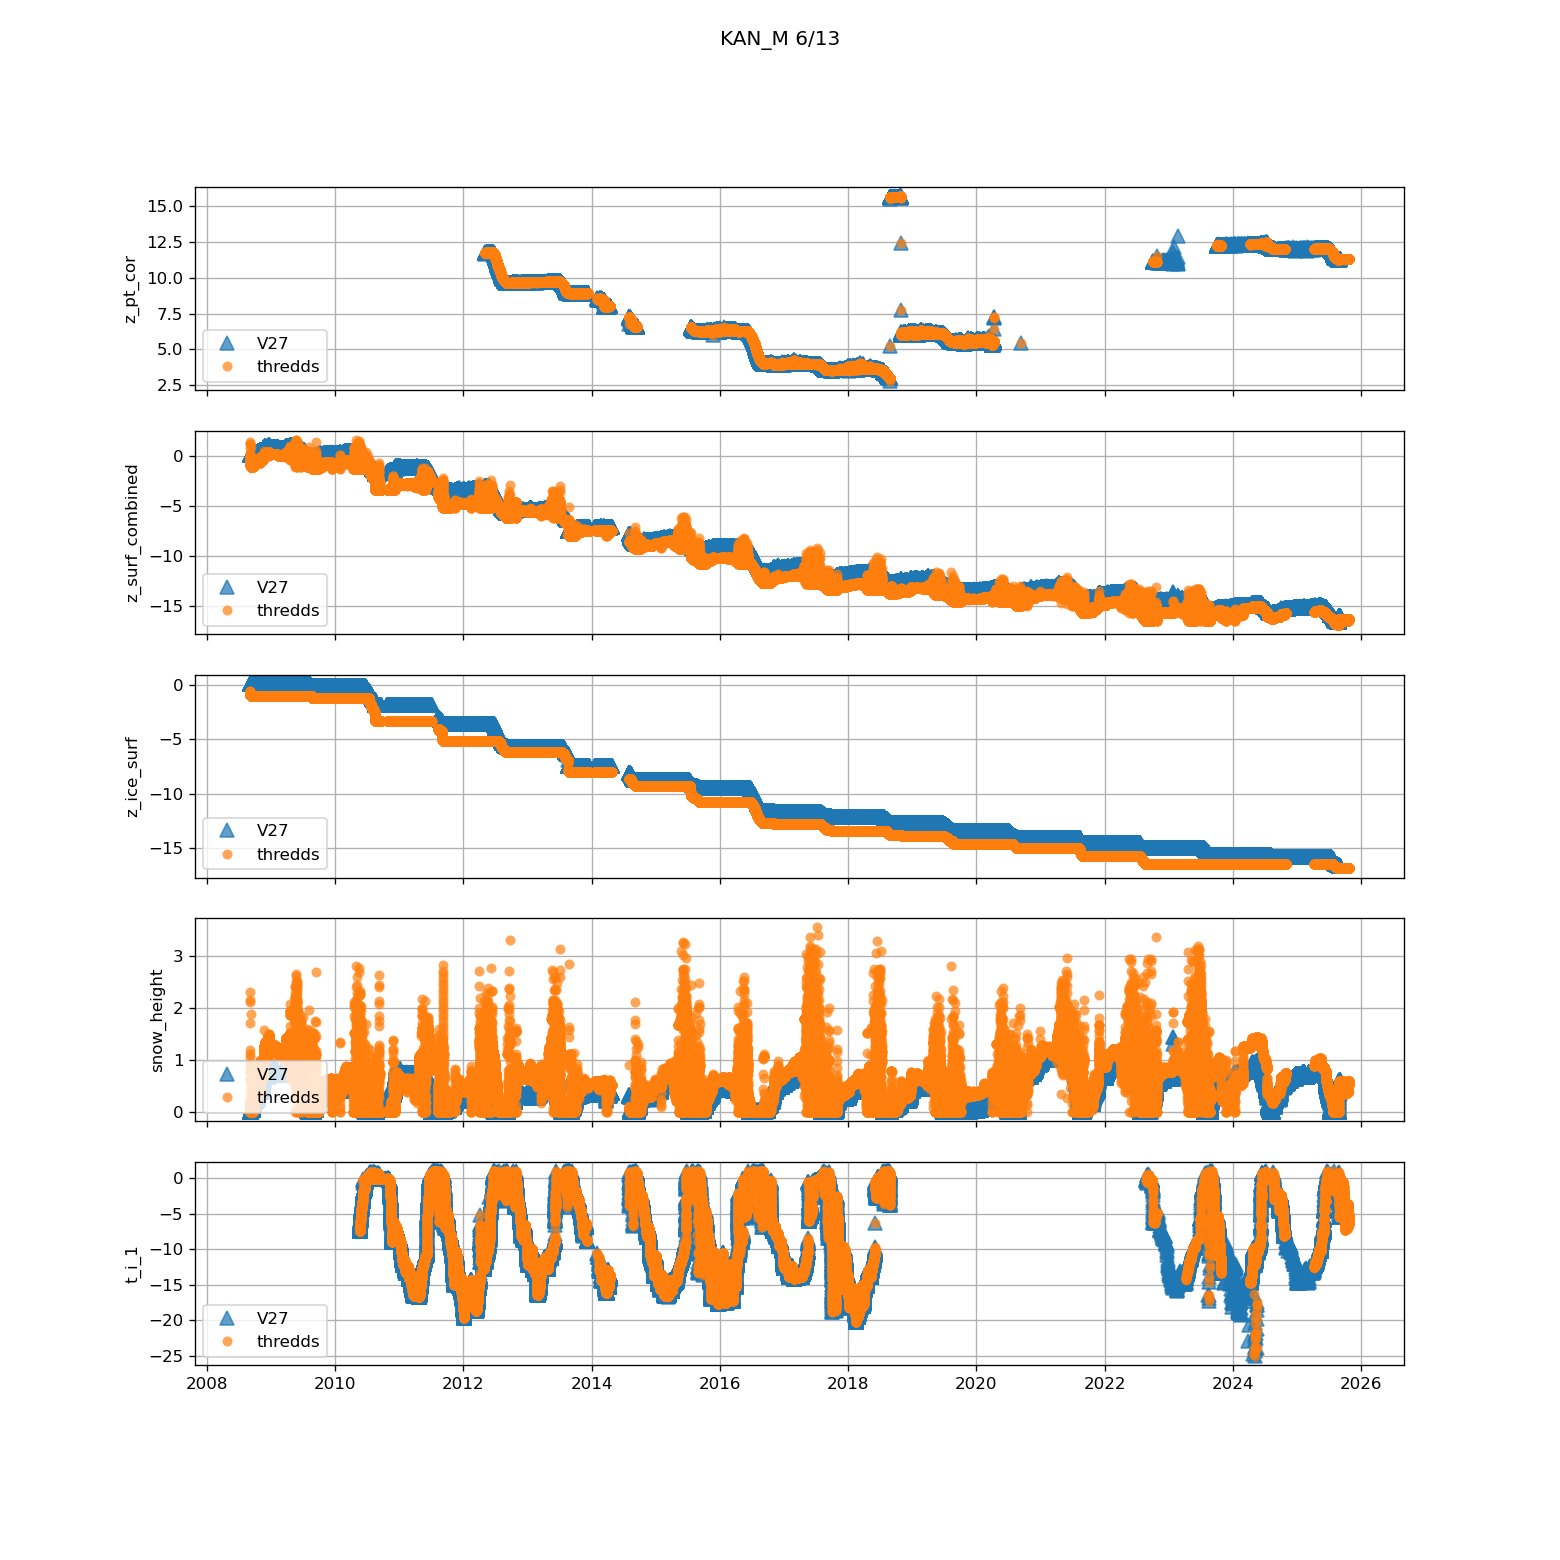 KAN_M 6/13
z_pt_cor
15.0
12.5
10.0
7.5
5.0
2.5
V27
thredds
z_surf_combined
0
−5
−10
−15
V27
thredds
z_ice_surf
0
−5
−10
−15
V27
thredds
snow_height
3
2
1
0
V27
thredds
t_i_1
0
−5
−10
−15
−20
−25
V27
thredds
2008 2010 2012 2014 2016 2018 2020 2022 2024 2026